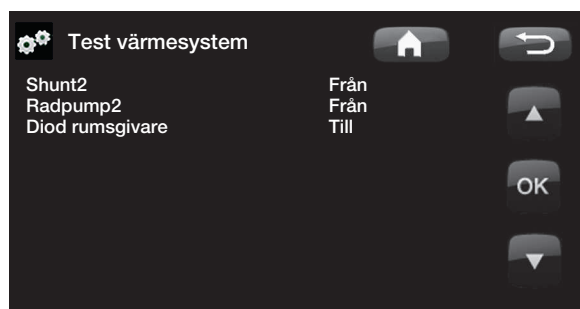 Test värmesystem
Shunt2 Från
Radpump2 Från
Diod rumsgivare Till
OK